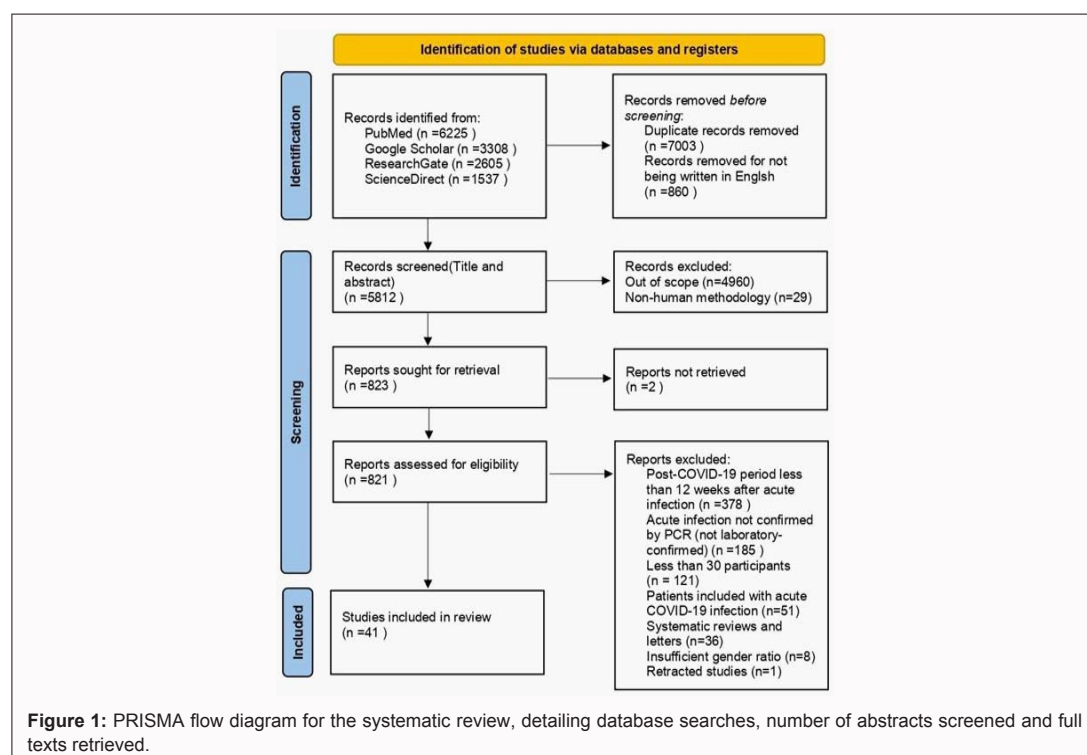 Identification of studies via databases and registers
Identification
Records identified from:
PubMed (n =6225 )
Google Scholar (n =3308 )
ResearchGate (n =2605 )
ScienceDirect (n =1537 )
Records removed before
screening:
Duplicate records removed
(n =7003 )
Records removed for not
being written in Englsh
(n =860 )
Screening
Records screened(Title and
abstract)
(n =5812 )
Records excluded:
Out of scope (n=4960)
Non-human methodology (n=29)
Reports sought for retrieval
(n =823 )
Reports not retrieved
(n =2 )
Reports assessed for eligibility
(n =821 )
Reports excluded:
Post-COVID-19 period less
than 12 weeks after acute
infection (n =378 )
Acute infection not confirmed
by PCR (not laboratory-
confirmed) (n =185 )
Less than 30 participants
(n = 121)
Patients included with acute
COVID-19 infection (n=51)
Systematic reviews and
letters (n=36)
Insufficient gender ratio (n=8)
Retracted studies (n=1)
Included
Studies included in review
(n =41 )
Figure 1: PRISMA flow diagram for the systematic review, detailing database searches, number of abstracts screened and full
texts retrieved.